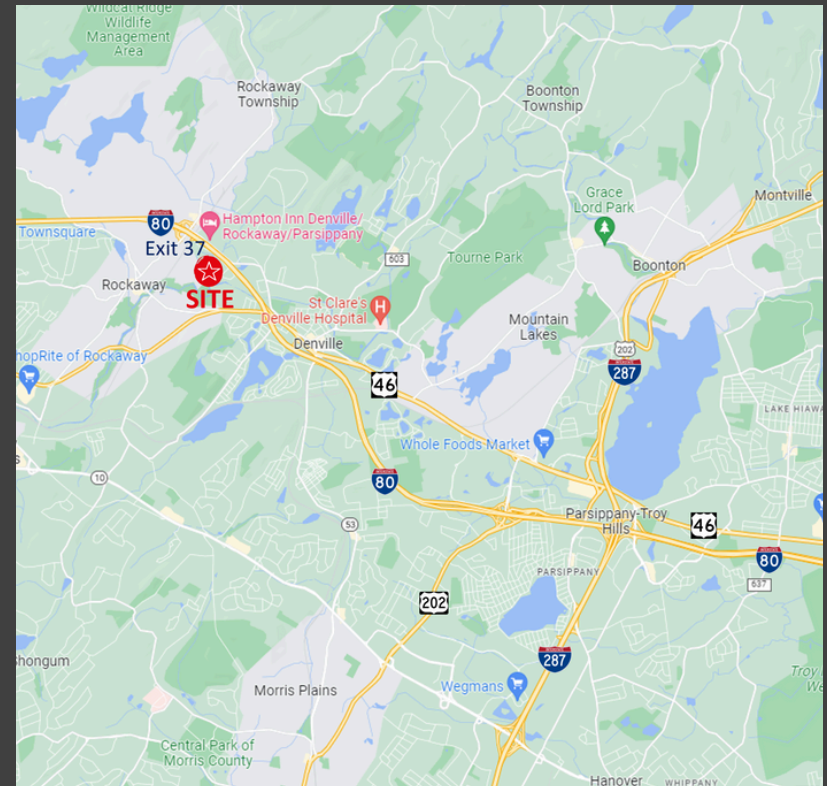 Wildcat Ridge
Wildlife
Management
Area
Rockaway
Township
Boonton
Township
Grace
Lord Park
Montville
80
Hampton Inn Denville/
Rockaway/Parsippany
Townsquare
Exit 37
603
Tourne Park
Boonton
Rockaway
SITE
St Clare's
Denville Hospital
H
Mountain
Lakes
Denville
202
hopRite of Rockaway
287
46
LAKE HIAWA
Whole Foods Market
s
10
80
Parsippany-Troy
Hills
46
53
80
PARSIPPANY
637
202
287
Shongum
Troy
We
Wegmans
Morris Plains
Central Park of
Morris County
Hanover
WHIPPANY